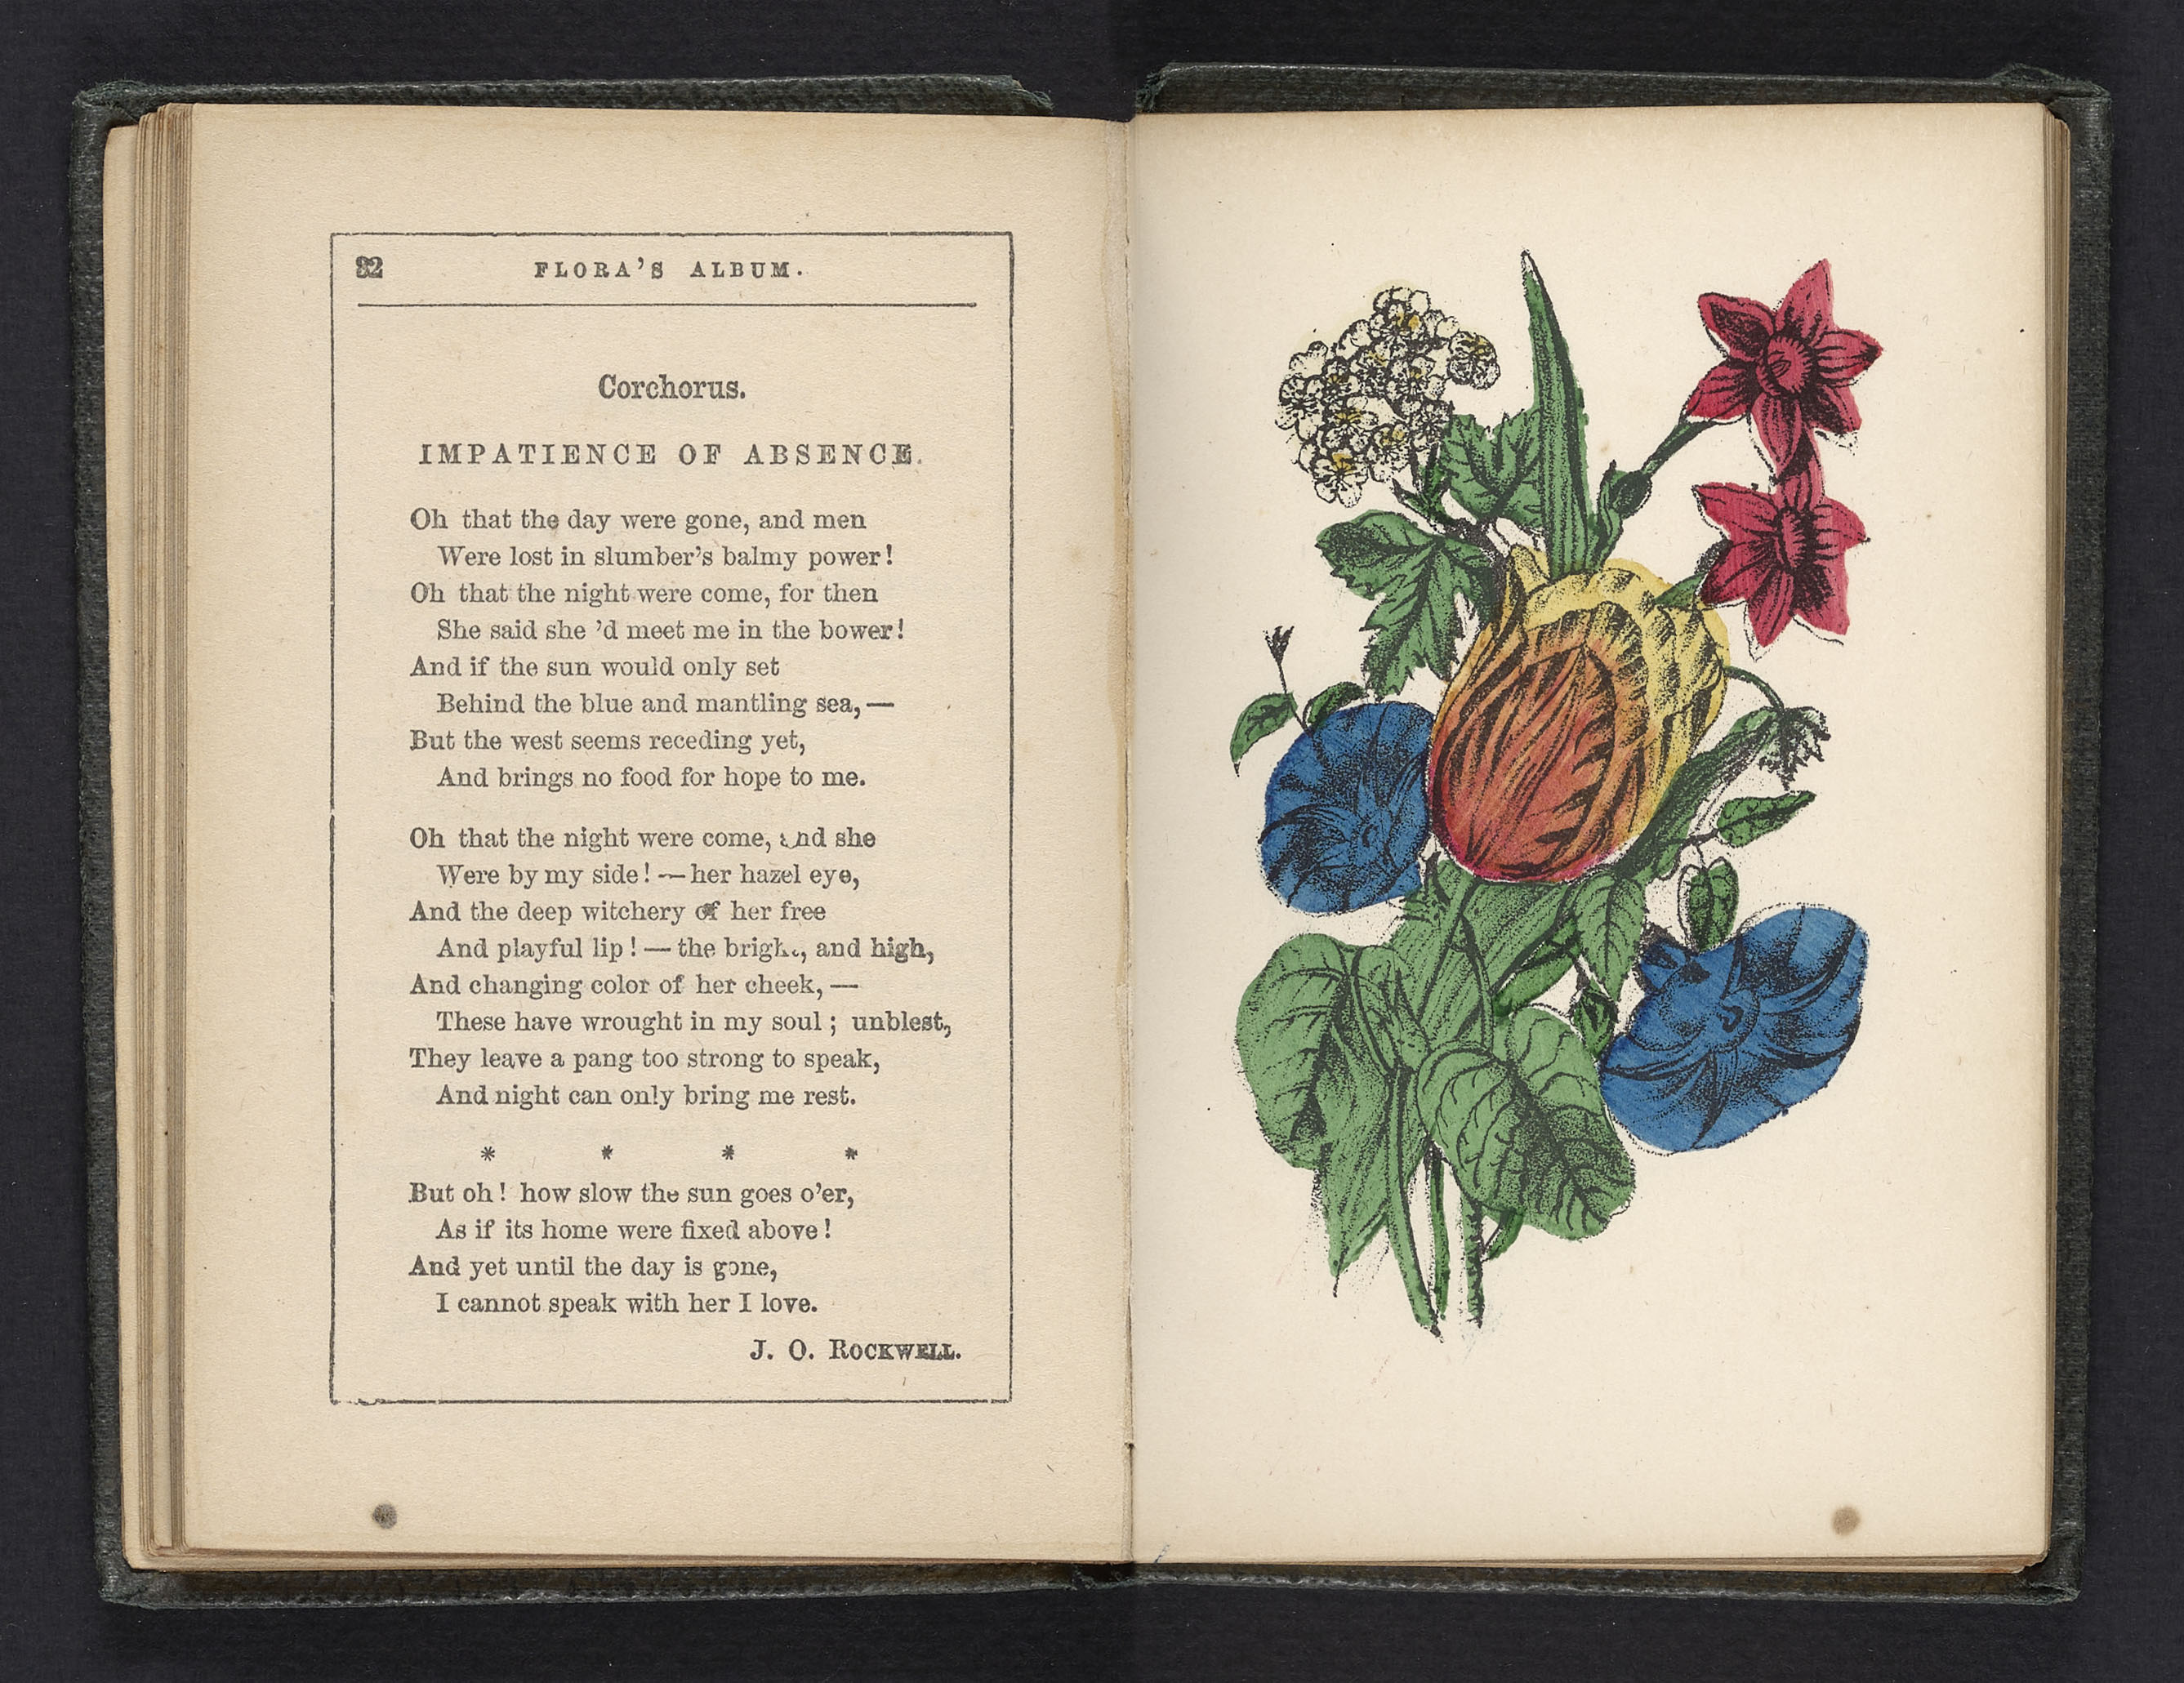 32 FLORA'S ALBUM.
Corchorus.
IMPATIENCE OF ABSENCE.
Oh that the day were gone, and men
Were lost in slumber's balmy power!
Oh that the night were come, for then
She said she 'd meet me in the bower!
And if the sun would only set
Behind the blue and mantling sea, —
But the west seems receding yet,
And brings no food for hope to me.
Oh that the night were come, and she
Were by my side! — her hazel eye,
And the deep witchery of her free
And playful lip! — the bright, and high,
And changing color of her cheek, —
These have wrought in my soul; unblest,
They leave a pang too strong to speak,
And night can only bring me rest.
* * * *
But oh! how slow the sun goes o'er,
As if its home were fixed above!
And yet until the day is gone,
I cannot speak with her I love.
J. O. ROCKWELL.